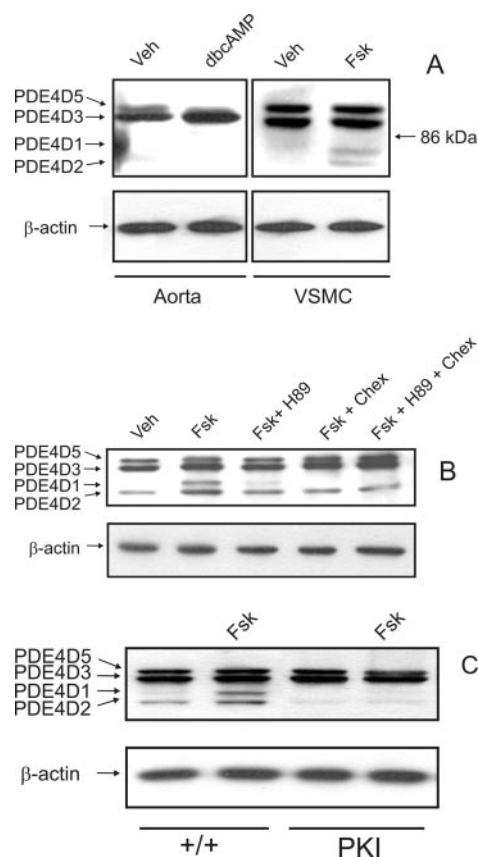 Veh dbcAMP Veh Fsk
A
PDE4D5
PDE4D3
PDE4D1
PDE4D2
86 kDa
β-actin
Aorta VSMC
Veh Fsk Fsk+ H89 Fsk + Chex Fsk + H89 + Chex
B
PDE4D5
PDE4D3
PDE4D1
PDE4D2
β-actin
Fsk Fsk
C
PDE4D5
PDE4D3
PDE4D1
PDE4D2
β-actin
+/+ PKI